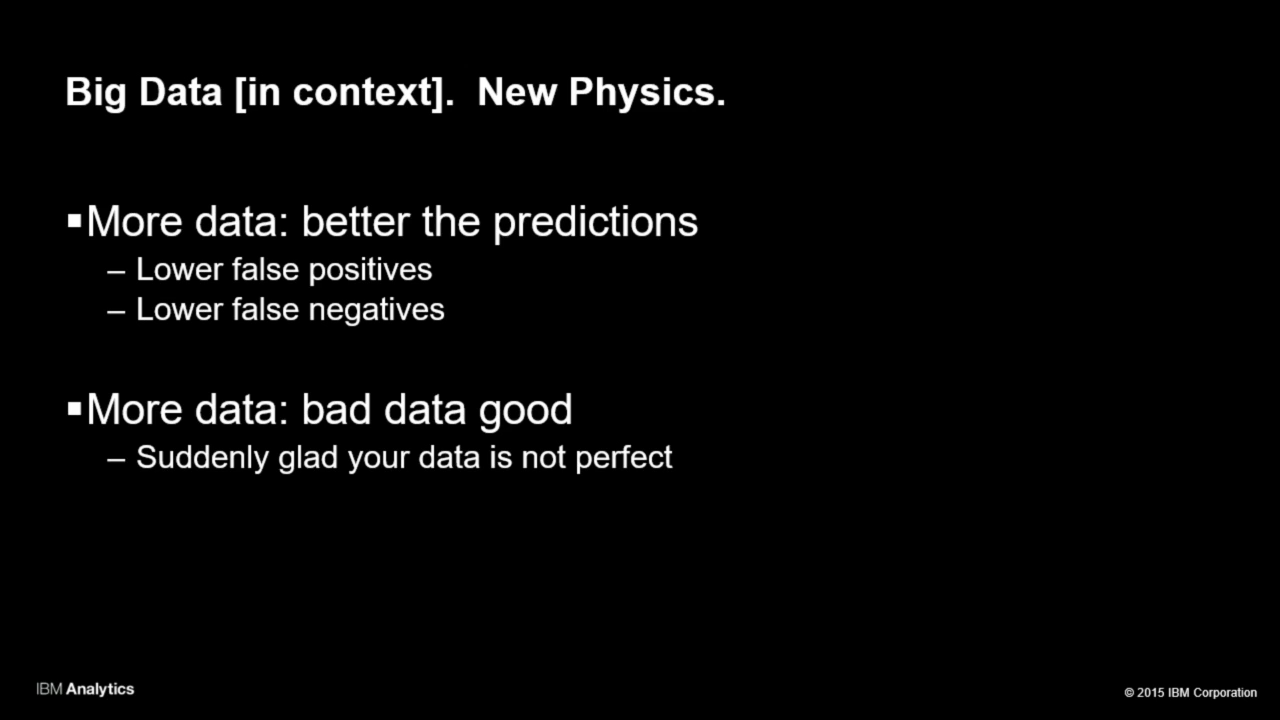 Big Data [in context].  New Physics.
▪More data: better the predictions
– Lower false positives
– Lower false negatives
▪More data: bad data good
– Suddenly glad your data is not perfect
IBM Analytics
© 2015 IBM Corporation